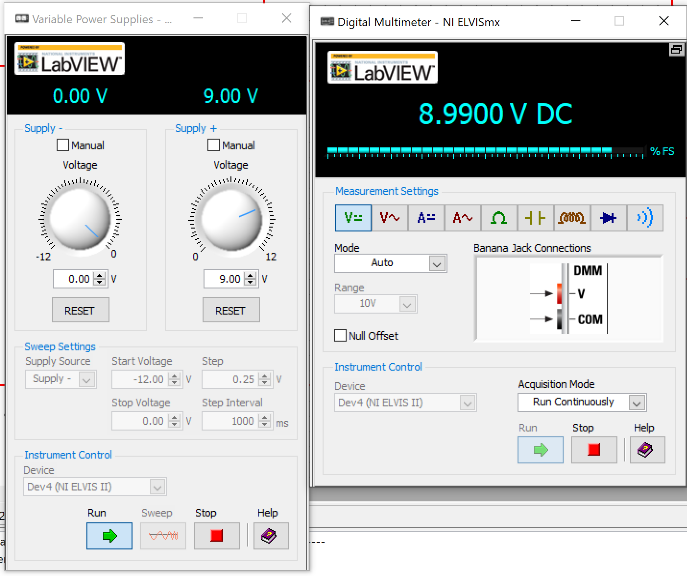 Variable Power Supplies - ...
POWERED BY
NATIONAL INSTRUMENTS
LabVIEW
0.00 V
9.00 V
Supply -
Manual
Voltage
-12
0
0.00
V
RESET
Supply +
Manual
Voltage
0
12
9.00
V
RESET
Sweep Settings
Supply Source
Supply -
Start Voltage
-12.00
V
Step
0.25
V
Stop Voltage
0.00
V
Step Interval
1000
ms
Instrument Control
Device
Dev4 (NI ELVIS II)
Run
Sweep
Stop
Help
Digital Multimeter - NI ELVISmx
POWERED BY
NATIONAL INSTRUMENTS
LabVIEW
8.9900 V DC
% FS
Measurement Settings
V
V
A
A
Ω
Mode
Auto
Range
10V
Null Offset
Banana Jack Connections
DMM
V
COM
Instrument Control
Device
Dev4 (NI ELVIS II)
Acquisition Mode
Run Continuously
Run
Stop
Help